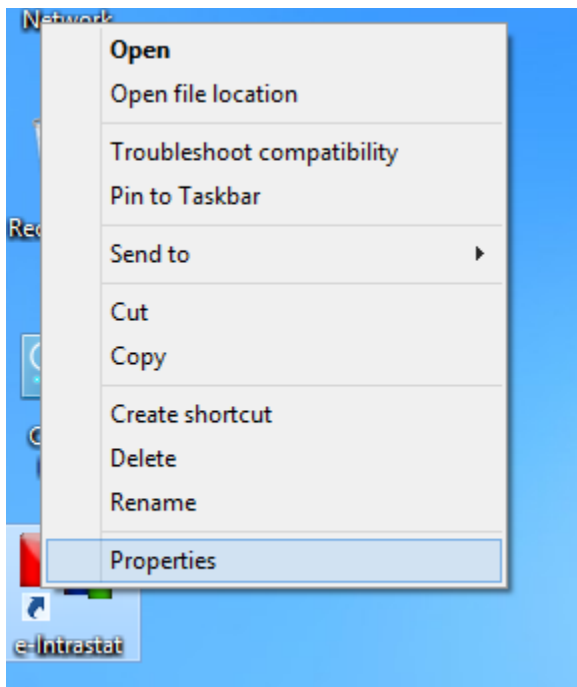 Network
Open
Open file location
Troubleshoot compatibility
Pin to Taskbar
Rec
Send to
Cut
Copy
Create shortcut
Delete
Rename
Properties
e-Intrastat